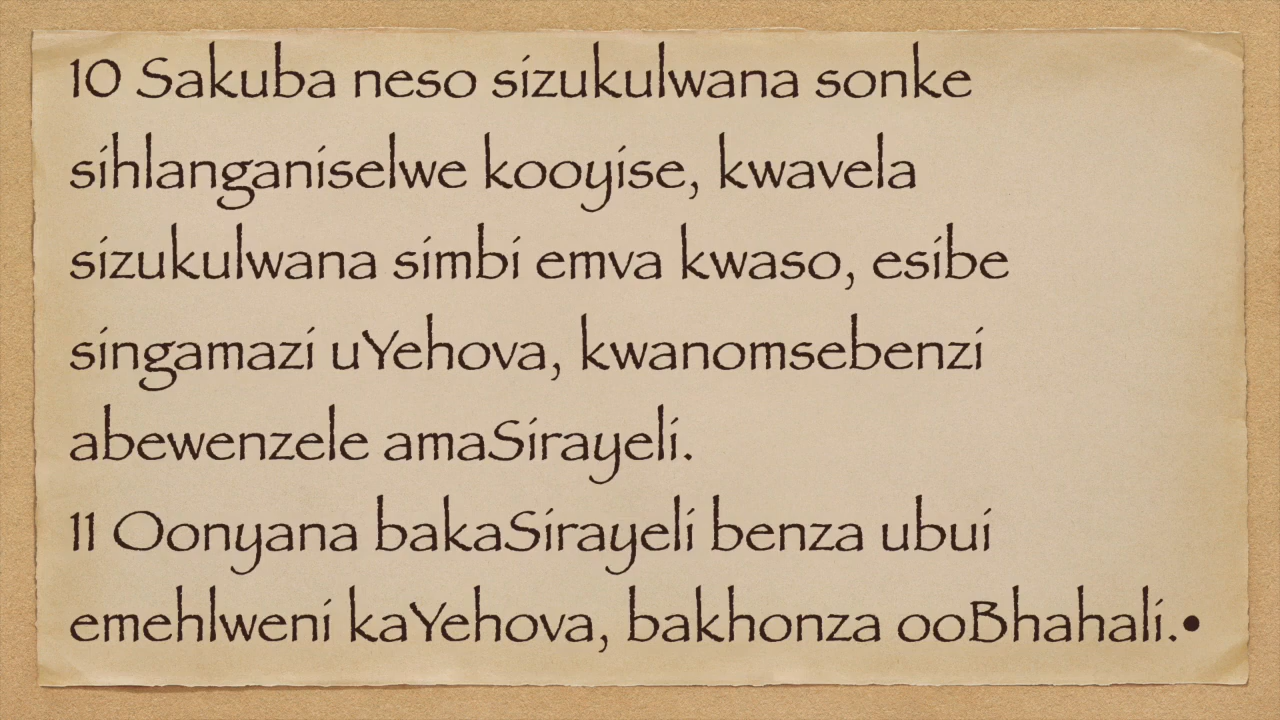 10 Sakuba neso sizukulwana sonke
sihlanganiselwe kooyise, kwavela
sizukulwana simbi emva kwaso, esibe
singamazi uYehova, kwanomsebenzi
abewenzele amaSirayeli.
11 Oonyana bakaSirayeli benza ubui
emehlweni kaYehova, bakhonza ooBhahali.•